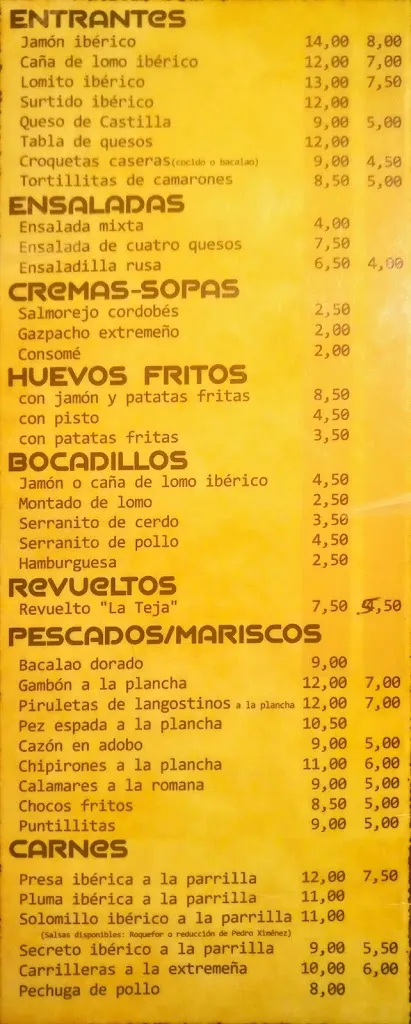 ENTRANTES
Jamón ibérico 14,00 8,00
Caña de lomo ibérico 12,00 7,00
Lomito ibérico 13,00 7,50
Surtido ibérico 12,00
Queso de Castilla 9,00 5,00
Tabla de quesos 12,00
Croquetas caseras (cocido o bacalao) 9,00 4,50
Tortillitas de camarones 8,50 5,00
ENSALADAS
Ensalada mixta 4,00
Ensalada de cuatro quesos 7,50
Ensaladilla rusa 6,50 4,00
CREMAS-SOPAS
Salmorejo cordobés 2,50
Gazpacho extremeño 2,00
Consomé 2,00
HUEVOS FRITOS
con jamón y patatas fritas 8,50
con pisto 4,50
con patatas fritas 3,50
BOCADILLOS
Jamón o caña de lomo ibérico 4,50
Montado de lomo 2,50
Serranito de cerdo 3,50
Serranito de pollo 4,50
Hamburguesa 2,50
REVUELTOS
Revuelto "La Teja" 7,50 5,50
PESCADOS/MARISCOS
Bacalao dorado 9,00
Gambón a la plancha 12,00 7,00
Piruletas de langostinos a la plancha 12,00 7,00
Pez espada a la plancha 10,50
Cazón en adobo 9,00 5,00
Chipirones a la plancha 11,00 6,00
Calamares a la romana 9,00 5,00
Chocos fritos 8,50 5,00
Puntillitas 9,00 5,00
CARNES
Presa ibérica a la parrilla 12,00 7,50
Pluma ibérica a la parrilla 11,00
Solomillo ibérico a la parrilla 11,00
(Salsas disponibles: Roquefor o reducción de Pedro Ximénez)
Secreto ibérico a la parrilla 9,00 5,50
Carrilleras a la extremeña 10,00 6,00
Pechuga de pollo 8,00